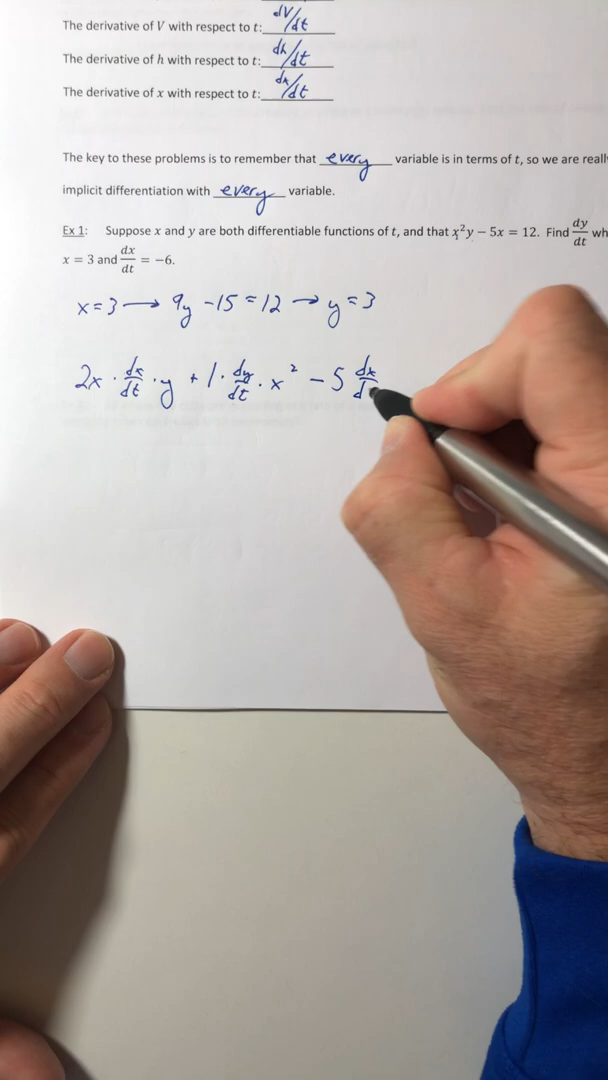 The derivative of V with respect to t: dV/dt
The derivative of h with respect to t: dh/dt
The derivative of x with respect to t: dx/dt
The key to these problems is to remember that every variable is in terms of t, so we are
implicit differentiation with every variable.
Ex 1: Suppose x and y are both differentiable functions of t, and that x²y − 5x = 12. Find dy/dt
x = 3 and dx/dt = −6.
x=3 → 9y -15 = 12 → y=3
2x · dx/dt · y + 1 · dy/dt · x² − 5 dx/d